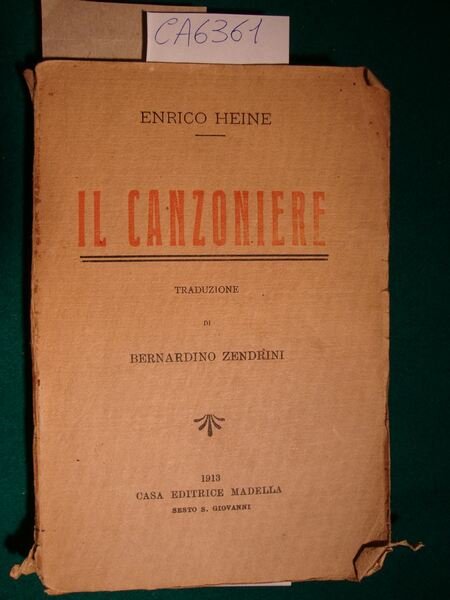 CA6361
ENRICO HEINE
IL CANZONIERE
TRADUZIONE
DI
BERNARDINO ZENDRINI
1913
CASA EDITRICE MADELLA
SESTO S. GIOVANNI